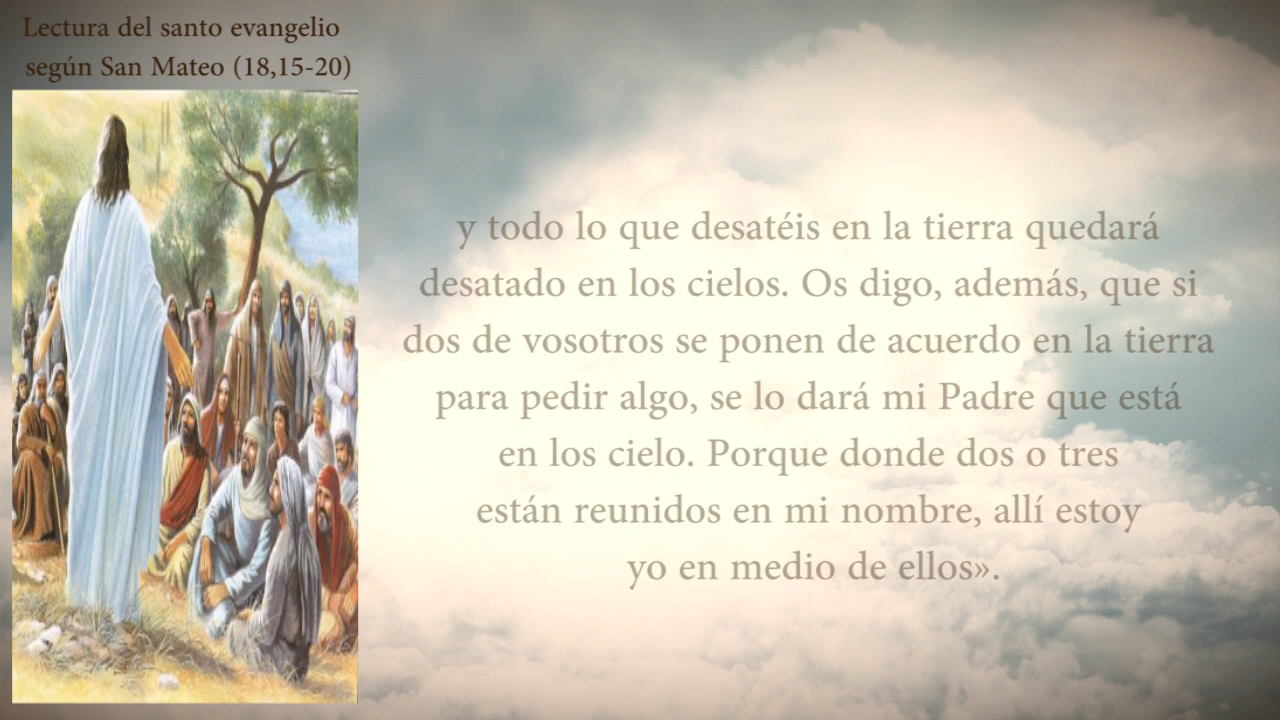 Lectura del santo evangelio
según San Mateo (18,15-20)
y todo lo que desatéis en la tierra quedará
desatado en los cielos. Os digo, además, que si
dos de vosotros se ponen de acuerdo en la tierra
para pedir algo, se lo dará mi Padre que está
en los cielo. Porque donde dos o tres
están reunidos en mi nombre, allí estoy
yo en medio de ellos».